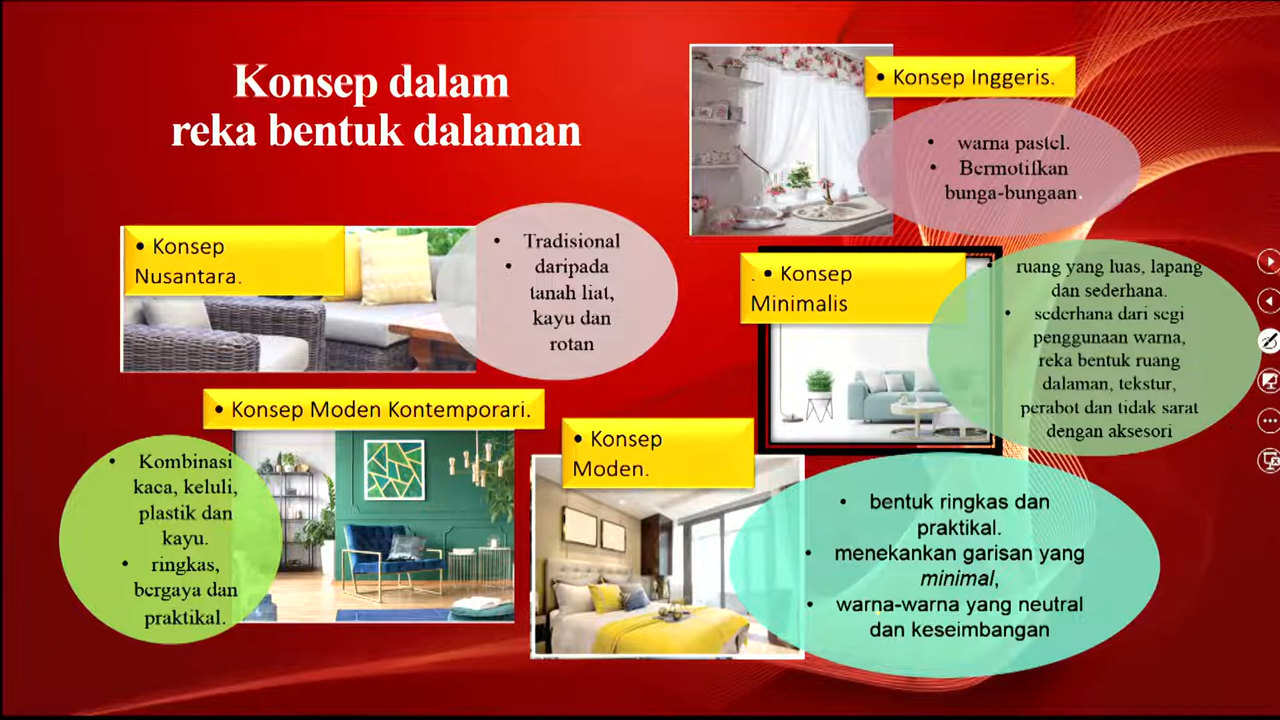 Konsep dalam
reka bentuk dalaman
• Konsep Inggeris.
• warna pastel.
• Bermotifkan
bunga-bungaan.
• Konsep
Nusantara.
• Tradisional
• daripada
tanah liat,
kayu dan
rotan
. • Konsep
Minimalis
• ruang yang luas, lapang
dan sederhana.
• sederhana dari segi
penggunaan warna,
reka bentuk ruang
dalaman, tekstur,
perabot dan tidak sarat
dengan aksesori
• Konsep Moden Kontemporari.
• Kombinasi
kaca, keluli,
plastik dan
kayu.
• ringkas,
bergaya dan
praktikal.
• Konsep
Moden.
• bentuk ringkas dan
praktikal.
• menekankan garisan yang
minimal,
• warna-warna yang neutral
dan keseimbangan